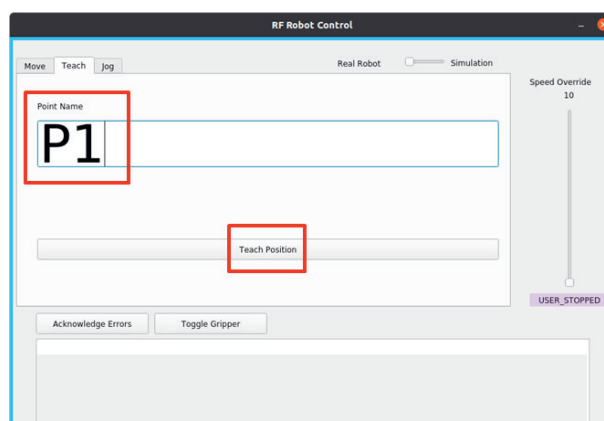 RF Robot Control
Move Teach Jog
Real Robot Simulation
Speed Override
10
Point Name
P1
Teach Position
USER_STOPPED
Acknowledge Errors Toggle Gripper